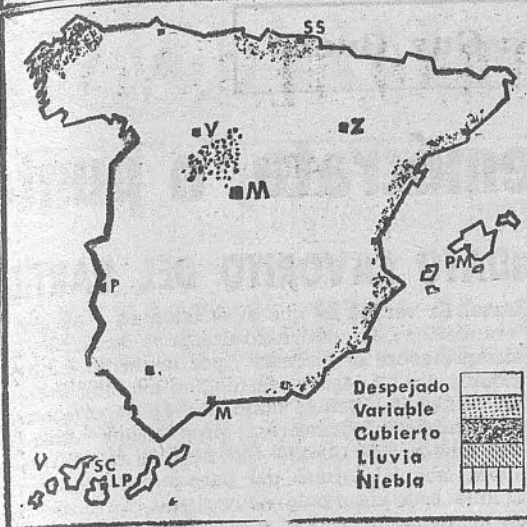 SS
V
Z
M
PM
P
M
V
SC
LP
Despejado
Variable
Cubierto
Lluvia
Niebla